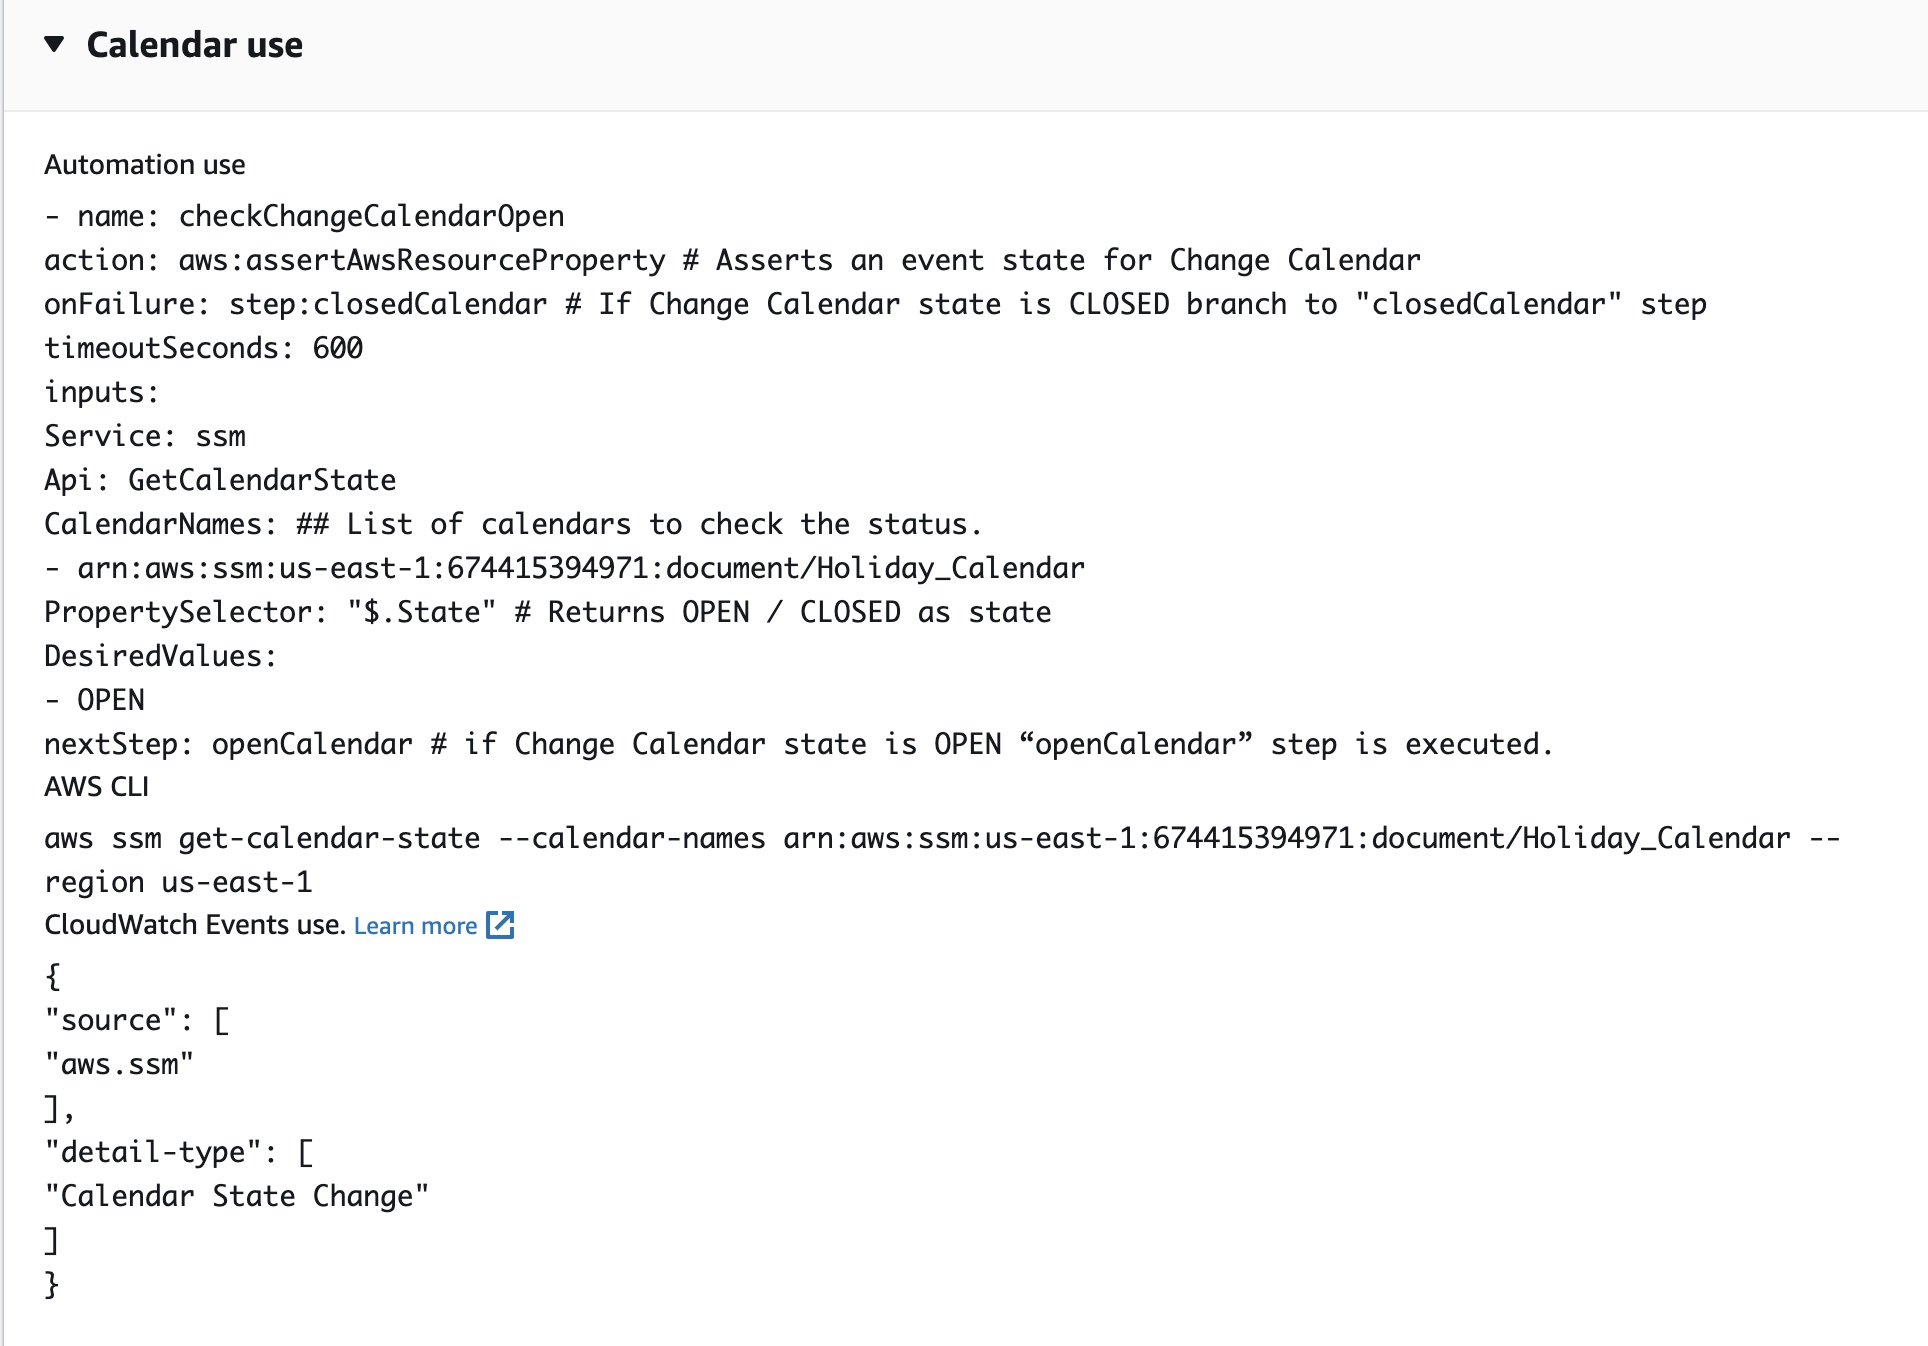 Calendar use
Automation use
- name: checkChangeCalendarOpen
action: aws:assertAwsResourceProperty # Asserts an event state for Change Calendar
onFailure: step:closedCalendar # If Change Calendar state is CLOSED branch to "closedCalendar" step
timeoutSeconds: 600
inputs:
Service: ssm
Api: GetCalendarState
CalendarNames: ## List of calendars to check the status.
- arn:aws:ssm:us-east-1:674415394971:document/Holiday_Calendar
PropertySelector: "$.State" # Returns OPEN / CLOSED as state
DesiredValues:
- OPEN
nextStep: openCalendar # if Change Calendar state is OPEN “openCalendar” step is executed.
AWS CLI
aws ssm get-calendar-state --calendar-names arn:aws:ssm:us-east-1:674415394971:document/Holiday_Calendar --
region us-east-1
CloudWatch Events use. Learn more
{
"source": [
"aws.ssm"
],
"detail-type": [
"Calendar State Change"
]
}